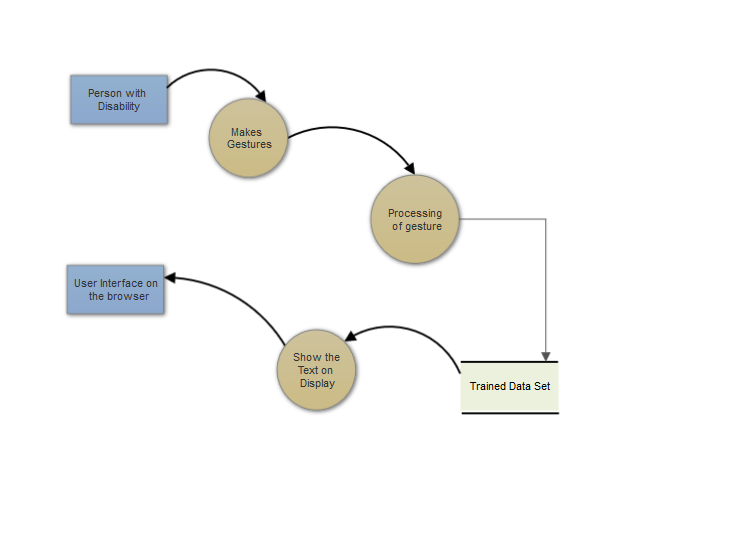 Person with
Disability
Makes
Gestures
Processing
of gesture
Trained Data Set
Show the
Text on
Display
User Interface on
the browser